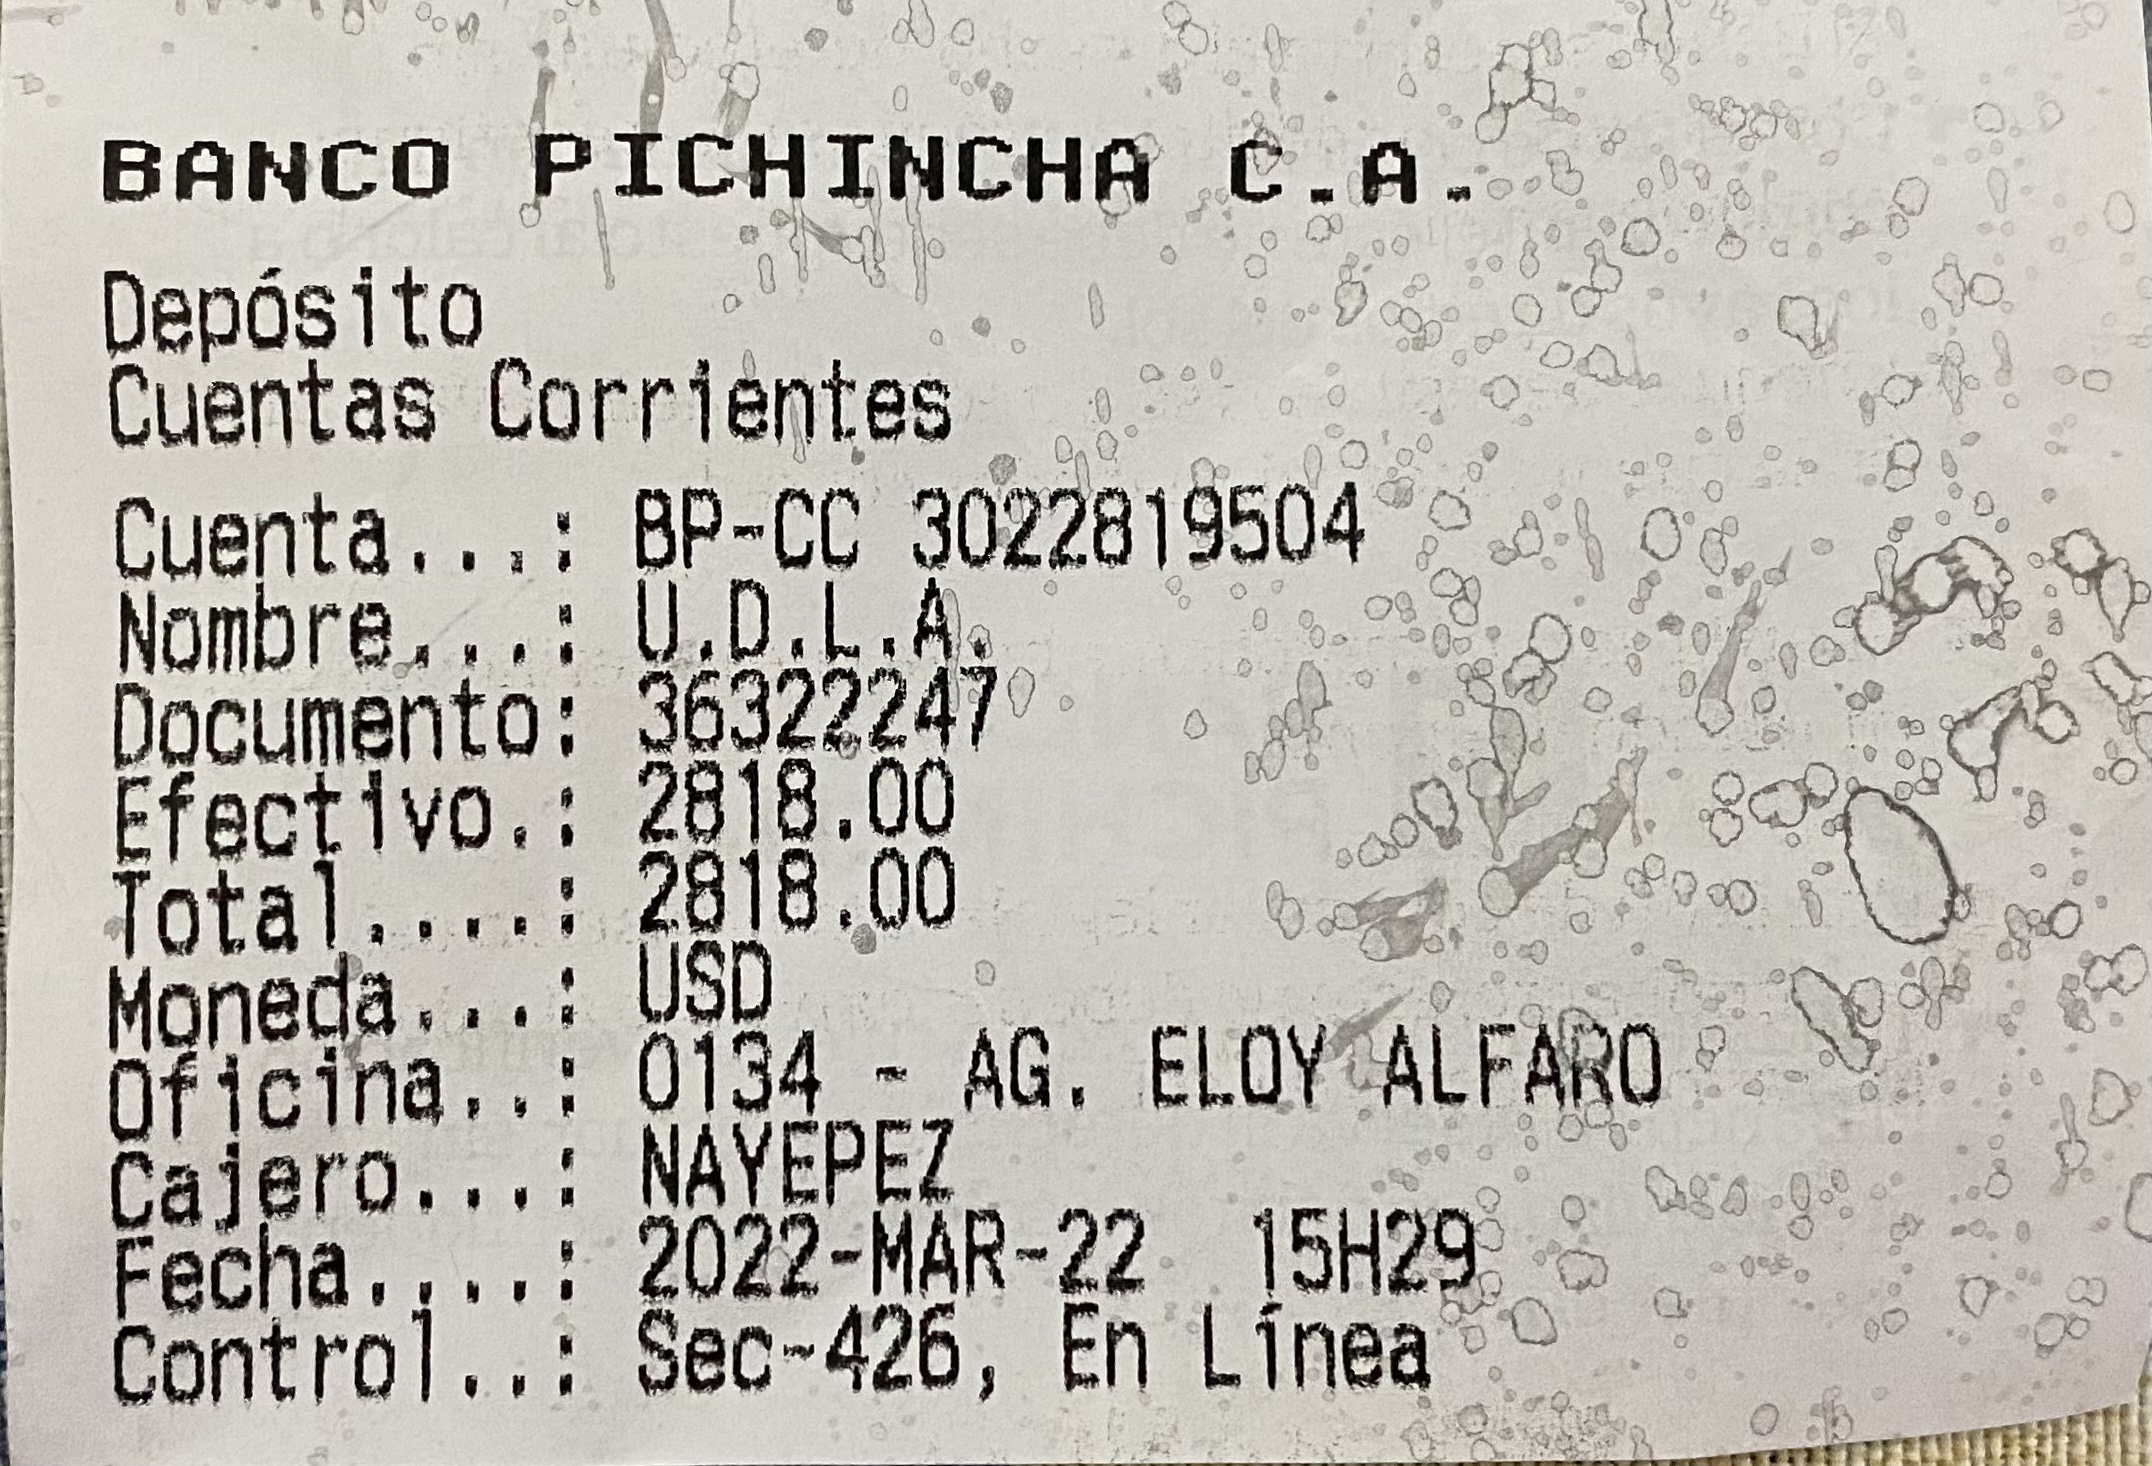 BANCO PICHINCHA C.A.
Depósito
Cuentas Corrientes
Cuenta...: BP-CC 3022819504
Nombre...: U.D.L.A.
Documento: 36322247
Efectivo.: 2818.00
Total....: 2818.00
Moneda...: USD
Oficina..: 0134 - AG. ELOY ALFARO
Cajero...: NAYEPEZ
Fecha....: 2022-MAR-22 15H29
Control..: Sec-426, En Línea